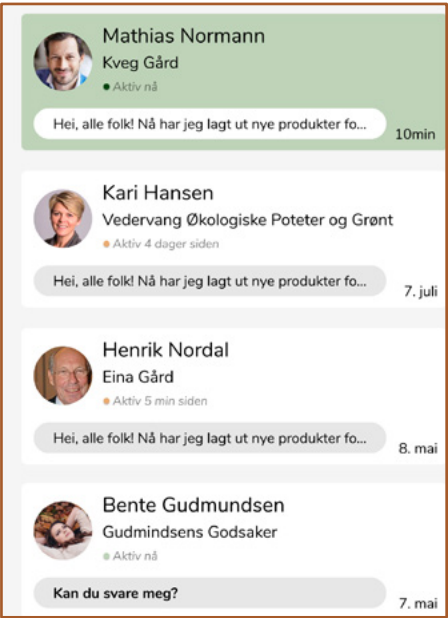 Mathias Normann
Kveg Gård
Aktiv nå
Hei, alle folk! Nå har jeg lagt ut nye produkter fo...
10min
Kari Hansen
Vedervang Økologiske Poteter og Grønt
Aktiv 4 dager siden
Hei, alle folk! Nå har jeg lagt ut nye produkter fo...
7. juli
Henrik Nordal
Eina Gård
Aktiv 5 min siden
Hei, alle folk! Nå har jeg lagt ut nye produkter fo...
8. mai
Bente Gudmundsen
Gudmindsens Godsaker
Aktiv nå
Kan du svare meg?
7. mai